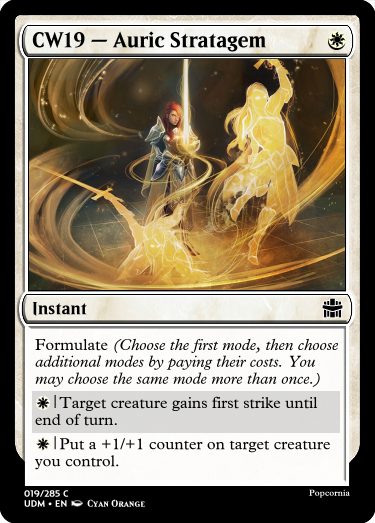 CW19 — Auric Stratagem
Instant
Formulate (Choose the first mode, then choose
additional modes by paying their costs. You
may choose the same mode more than once.)
|Target creature gains first strike until
end of turn.
|Put a +1/+1 counter on target creature
you control.
019/285 C
UDM • EN Cyan Orange
Popcornia